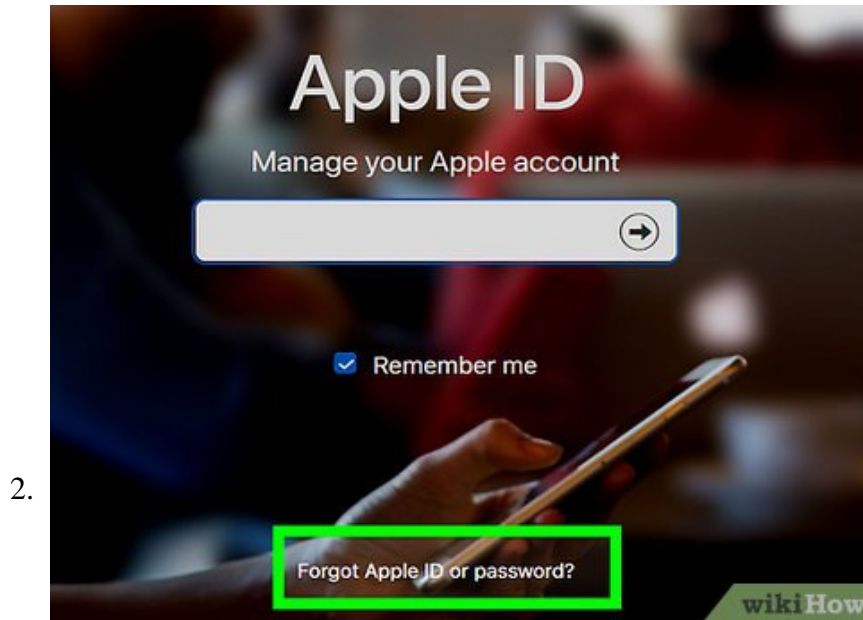 Apple ID
Manage your Apple account
Remember me
2.
Forgot Apple ID or password?
wikiHow